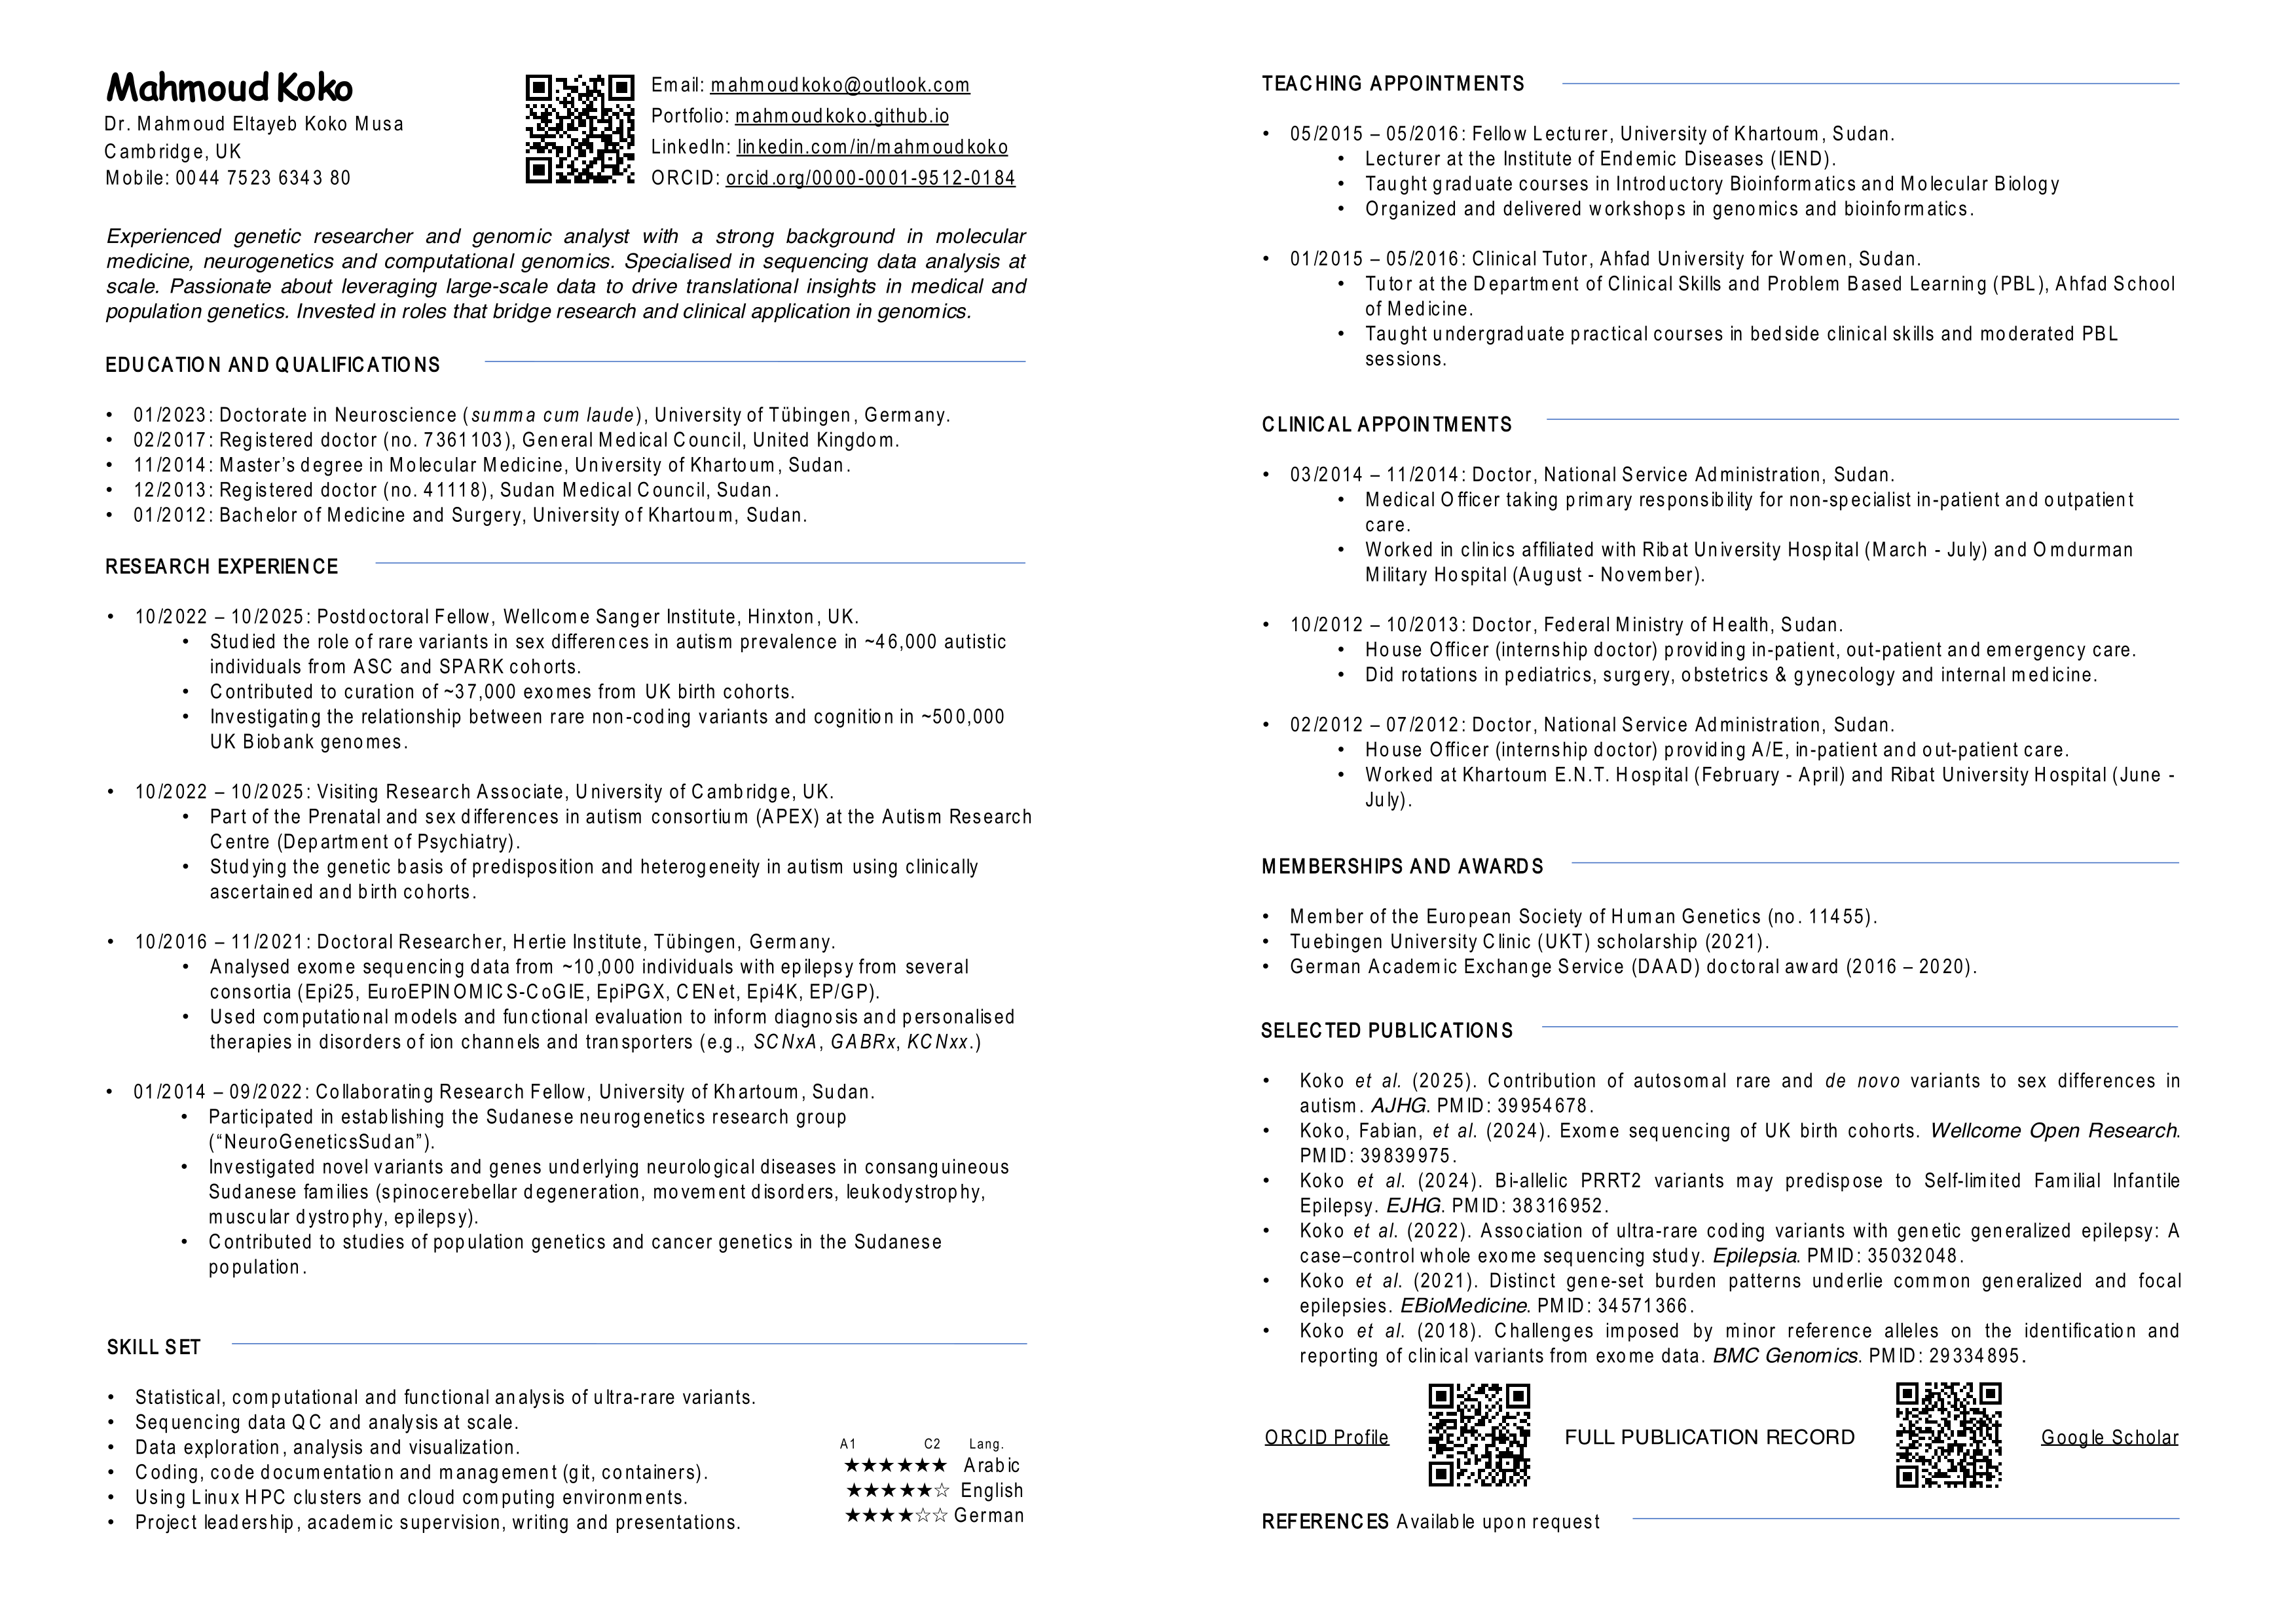 Mahmoud Koko
Dr. Mahmoud Eltayeb Koko Musa
Cambridge, UK
Mobile: 0044 7523 6343 80
Email: mahmoudkoko@outlook.com
Portfolio: mahmoudkoko.github.io
LinkedIn: linkedin.com/in/mahmoudkoko
ORCID: orcid.org/0000-0001-9512-0184
Experienced genetic researcher and genomic analyst with a strong background in molecular
medicine, neurogenetics and computational genomics. Specialised in sequencing data analysis at
scale. Passionate about leveraging large-scale data to drive translational insights in medical and
population genetics. Invested in roles that bridge research and clinical application in genomics.
EDUCATION AND QUALIFICATIONS
• 01/2023: Doctorate in Neuroscience (summa cum laude), University of Tübingen, Germany.
• 02/2017: Registered doctor (no. 7361103), General Medical Council, United Kingdom.
• 11/2014: Master’s degree in Molecular Medicine, University of Khartoum, Sudan.
• 12/2013: Registered doctor (no. 41118), Sudan Medical Council, Sudan.
• 01/2012: Bachelor of Medicine and Surgery, University of Khartoum, Sudan.
RESEARCH EXPERIENCE
• 10/2022 – 10/2025: Postdoctoral Fellow, Wellcome Sanger Institute, Hinxton, UK.
• Studied the role of rare variants in sex differences in autism prevalence in ~46,000 autistic
individuals from ASC and SPARK cohorts.
• Contributed to curation of ~37,000 exomes from UK birth cohorts.
• Investigating the relationship between rare non-coding variants and cognition in ~500,000
UK Biobank genomes.
• 10/2022 – 10/2025: Visiting Research Associate, University of Cambridge, UK.
• Part of the Prenatal and sex differences in autism consortium (APEX) at the Autism Research
Centre (Department of Psychiatry).
• Studying the genetic basis of predisposition and heterogeneity in autism using clinically
ascertained and birth cohorts.
• 10/2016 – 11/2021: Doctoral Researcher, Hertie Institute, Tübingen, Germany.
• Analysed exome sequencing data from ~10,000 individuals with epilepsy from several
consortia (Epi25, EuroEPINOMICS-CoGIE, EpiPGX, CENet, Epi4K, EP/GP).
• Used computational models and functional evaluation to inform diagnosis and personalised
therapies in disorders of ion channels and transporters (e.g., SCNxA, GABRx, KCNxx.)
• 01/2014 – 09/2022: Collaborating Research Fellow, University of Khartoum, Sudan.
• Participated in establishing the Sudanese neurogenetics research group
(“NeuroGeneticsSudan”).
• Investigated novel variants and genes underlying neurological diseases in consanguineous
Sudanese families (spinocerebellar degeneration, movement disorders, leukodystrophy,
muscular dystrophy, epilepsy).
• Contributed to studies of population genetics and cancer genetics in the Sudanese
population.
SKILL SET
• Statistical, computational and functional analysis of ultra-rare variants.
• Sequencing data QC and analysis at scale.
• Data exploration, analysis and visualization.
• Coding, code documentation and management (git, containers).
• Using Linux HPC clusters and cloud computing environments.
• Project leadership, academic supervision, writing and presentations.
A1 C2 Lang.
★★★★★★ Arabic
★★★★★☆ English
★★★★☆☆ German
TEACHING APPOINTMENTS
• 05/2015 – 05/2016: Fellow Lecturer, University of Khartoum, Sudan.
• Lecturer at the Institute of Endemic Diseases (IEND).
• Taught graduate courses in Introductory Bioinformatics and Molecular Biology
• Organized and delivered workshops in genomics and bioinformatics.
• 01/2015 – 05/2016: Clinical Tutor, Ahfad University for Women, Sudan.
• Tutor at the Department of Clinical Skills and Problem Based Learning (PBL), Ahfad School
of Medicine.
• Taught undergraduate practical courses in bedside clinical skills and moderated PBL
sessions.
CLINICAL APPOINTMENTS
• 03/2014 – 11/2014: Doctor, National Service Administration, Sudan.
• Medical Officer taking primary responsibility for non-specialist in-patient and outpatient
care.
• Worked in clinics affiliated with Ribat University Hospital (March - July) and Omdurman
Military Hospital (August - November).
• 10/2012 – 10/2013: Doctor, Federal Ministry of Health, Sudan.
• House Officer (internship doctor) providing in-patient, out-patient and emergency care.
• Did rotations in pediatrics, surgery, obstetrics & gynecology and internal medicine.
• 02/2012 – 07/2012: Doctor, National Service Administration, Sudan.
• House Officer (internship doctor) providing A/E, in-patient and out-patient care.
• Worked at Khartoum E.N.T. Hospital (February - April) and Ribat University Hospital (June -
July).
MEMBERSHIPS AND AWARDS
• Member of the European Society of Human Genetics (no. 11455).
• Tuebingen University Clinic (UKT) scholarship (2021).
• German Academic Exchange Service (DAAD) doctoral award (2016 – 2020).
SELECTED PUBLICATIONS
• Koko et al. (2025). Contribution of autosomal rare and de novo variants to sex differences in
autism. AJHG. PMID: 39954678.
• Koko, Fabian, et al. (2024). Exome sequencing of UK birth cohorts. Wellcome Open Research.
PMID: 39839975.
• Koko et al. (2024). Bi-allelic PRRT2 variants may predispose to Self-limited Familial Infantile
Epilepsy. EJHG. PMID: 38316952.
• Koko et al. (2022). Association of ultra-rare coding variants with genetic generalized epilepsy: A
case–control whole exome sequencing study. Epilepsia. PMID: 35032048.
• Koko et al. (2021). Distinct gene-set burden patterns underlie common generalized and focal
epilepsies. EBioMedicine. PMID: 34571366.
• Koko et al. (2018). Challenges imposed by minor reference alleles on the identification and
reporting of clinical variants from exome data. BMC Genomics. PMID: 29334895.
ORCID Profile FULL PUBLICATION RECORD Google Scholar
REFERENCES Available upon request